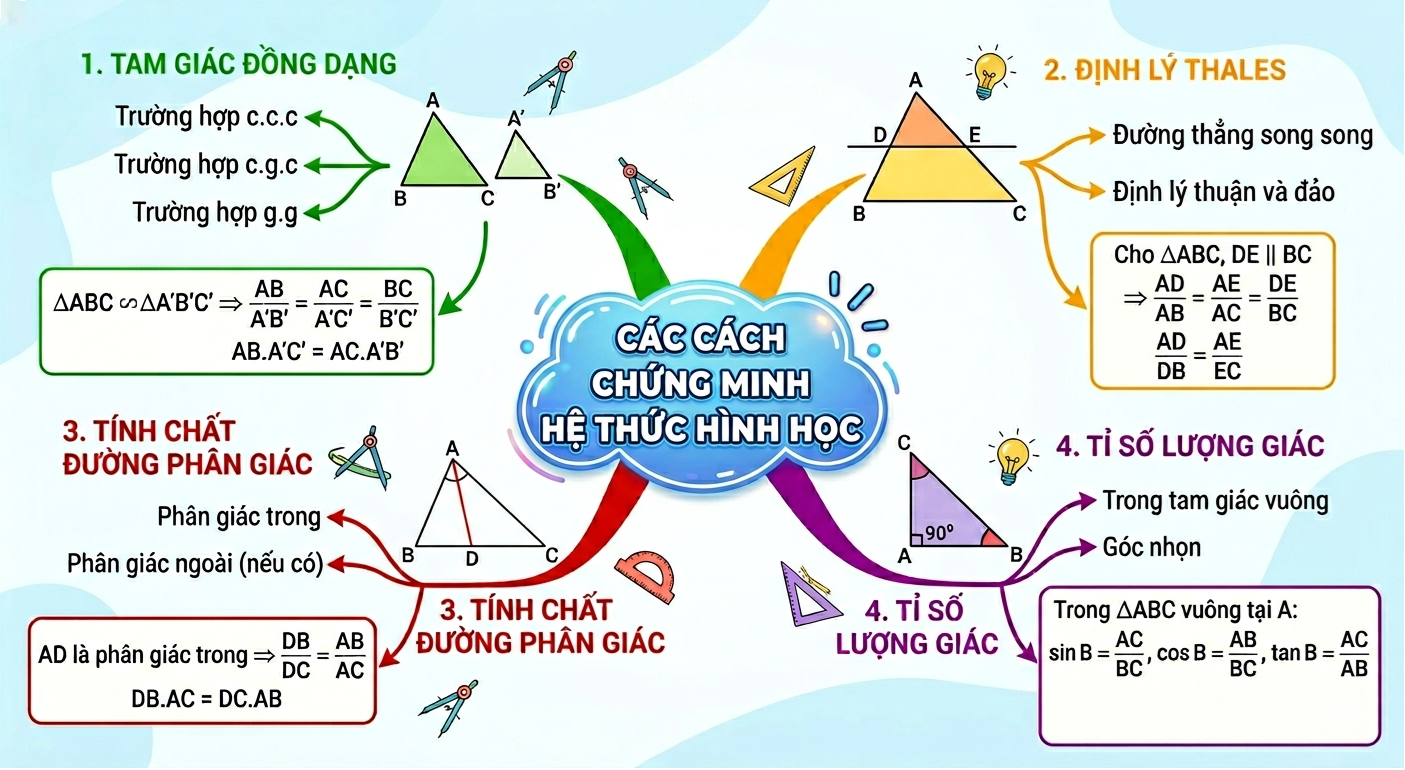 1. TAM GIÁC ĐỒNG DẠNG
Trường hợp c.c.c
Trường hợp c.g.c
Trường hợp g.g
A
B
C
A'
B'
ΔABC ∽ ΔA'B'C' ⇒ AB/A'B' = AC/A'C' = BC/B'C'
AB.A'C' = AC.A'B'
2. ĐỊNH LÝ THALES
A
D
E
B
C
Đường thẳng song song
Định lý thuận và đảo
Cho ΔABC, DE || BC
⇒ AD/AB = AE/AC = DE/BC
AD/DB = AE/EC
CÁC CÁCH
CHỨNG MINH
HỆ THỨC HÌNH HỌC
3. TÍNH CHẤT
ĐƯỜNG PHÂN GIÁC
Phân giác trong
Phân giác ngoài (nếu có)
A
B
D
C
3. TÍNH CHẤT
ĐƯỜNG PHÂN GIÁC
AD là phân giác trong ⇒ DB/DC = AB/AC
DB.AC = DC.AB
4. TỈ SỐ LƯỢNG GIÁC
C
90º
A
B
Trong tam giác vuông
Góc nhọn
4. TỈ SỐ
LƯỢNG GIÁC
Trong ΔABC vuông tại A:
sin B = AC/BC, cos B = AB/BC, tan B = AC/AB